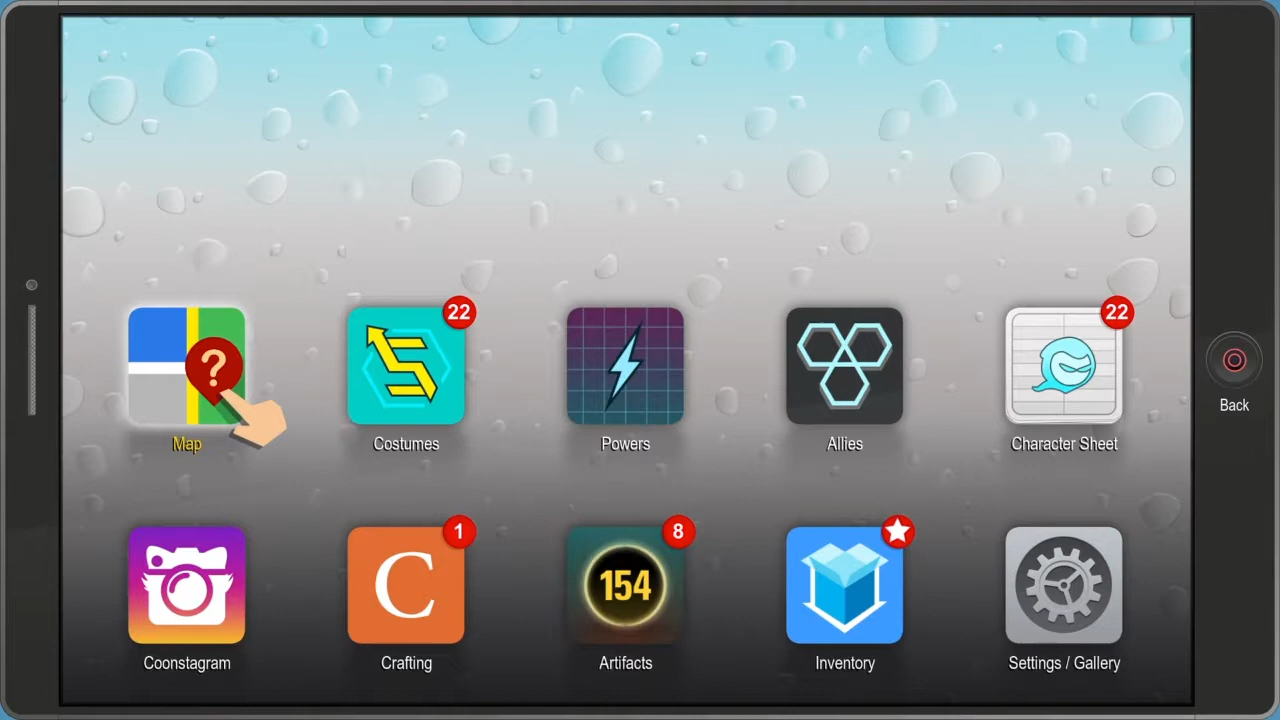 22
22
?
Back
Map
Costumes
Powers
Allies
Character Sheet
1
8
C
154
Coonstagram
Crafting
Artifacts
Inventory
Settings / Gallery